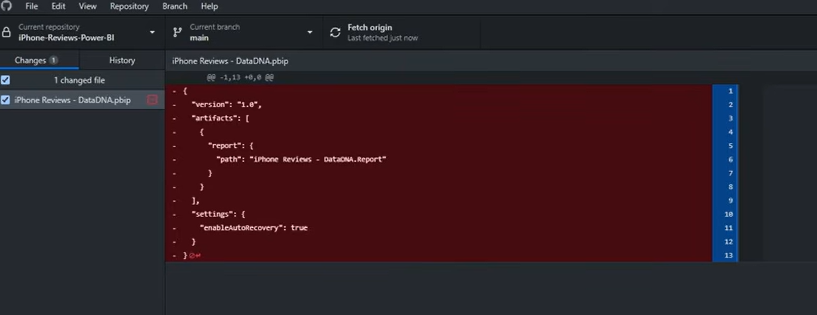 File Edit View Repository Branch Help
Current repository
iPhone-Reviews-Power-BI
Current branch
main
Fetch origin
Last fetched just now
Changes 1
History
1 changed file
iPhone Reviews - DataDNA.pbip
iPhone Reviews - DataDNA.pbip
@@ -1,13 +0,0 @@
- { 1
- "version": "1.0", 2
- "artifacts": [ 3
- { 4
- "report": { 5
- "path": "iPhone Reviews - DataDNA.Report" 6
- } 7
- } 8
- ], 9
- "settings": { 10
- "enableAutoRecovery": true 11
- } 12
- } 13